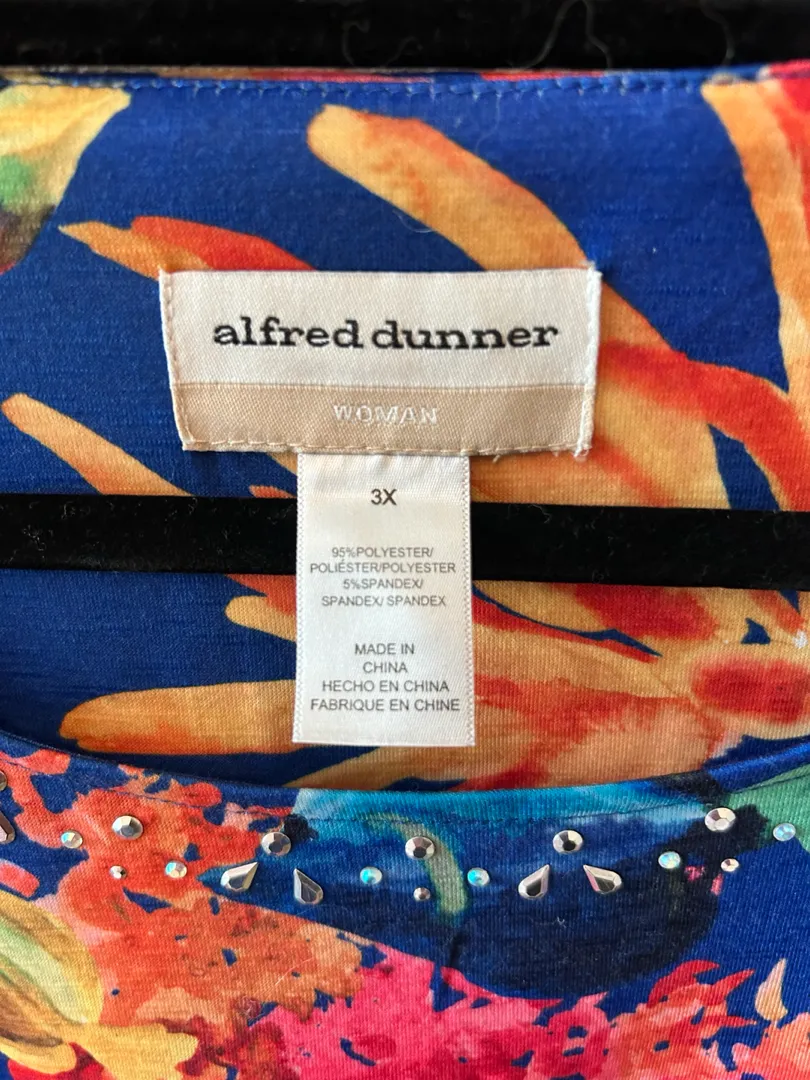 alfred dunner
WOMAN
3X
95%POLYESTER/
POLIÉSTER/POLYESTER
5%SPANDEX/
SPANDEX/ SPANDEX
MADE IN
CHINA
HECHO EN CHINA
FABRIQUE EN CHINE